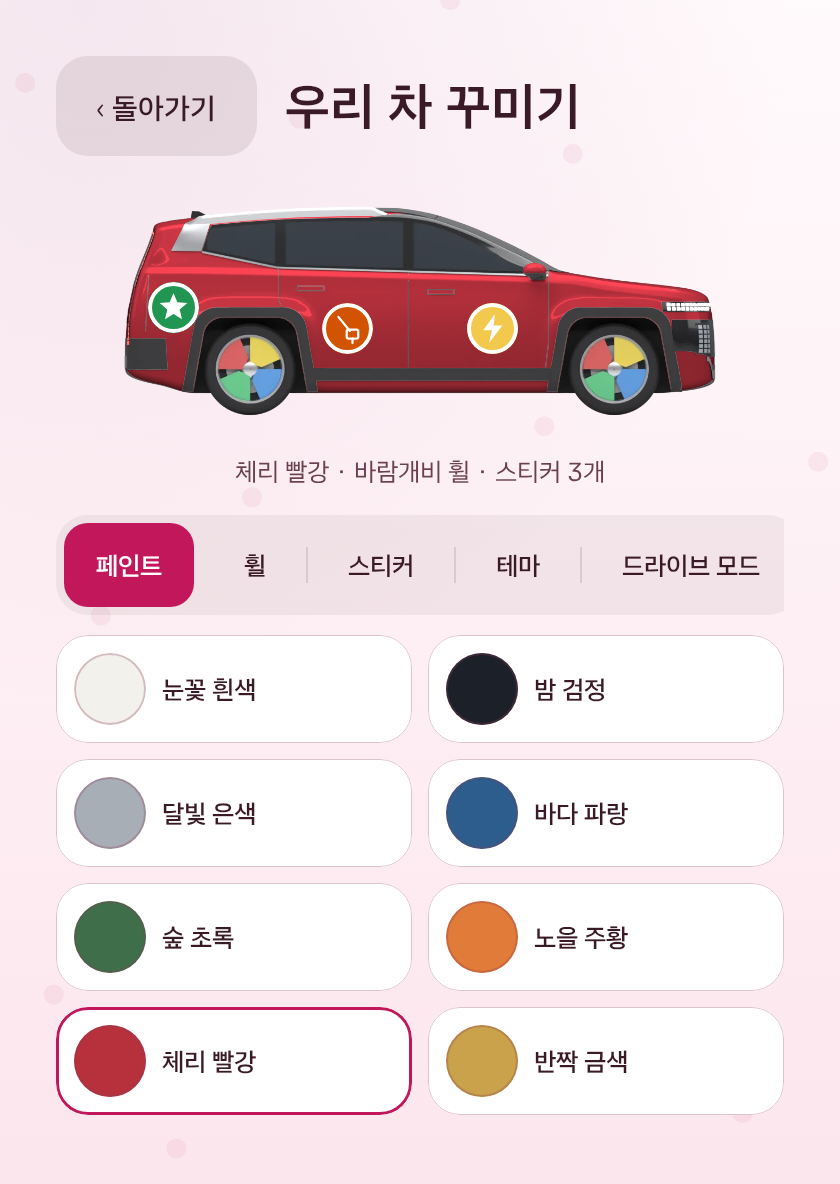 ‹ 돌아가기
우리 차 꾸미기
체리 빨강 · 바람개비 휠 · 스티커 3개
페인트 휠 스티커 테마 드라이브 모드
눈꽃 흰색 밤 검정
달빛 은색 바다 파랑
숲 초록 노을 주황
체리 빨강 반짝 금색